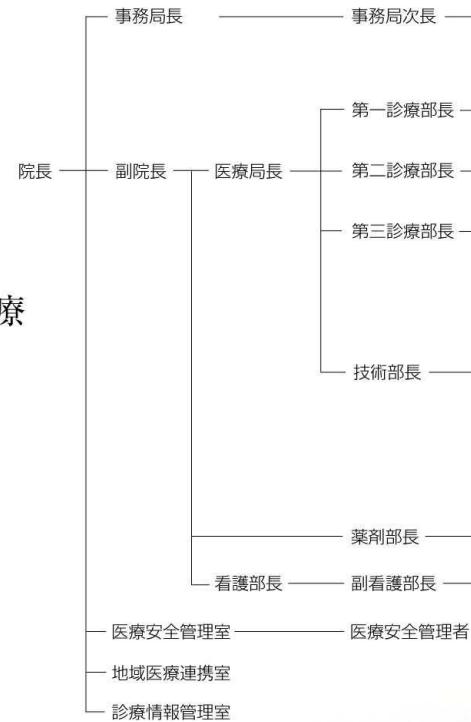 事務局長 事務局次長
第一診療部長
院長 副院長 医療局長 第二診療部長
第三診療部長
療
技術部長
薬剤部長
看護部長 副看護部長
医療安全管理室 医療安全管理者
地域医療連携室
診療情報管理室